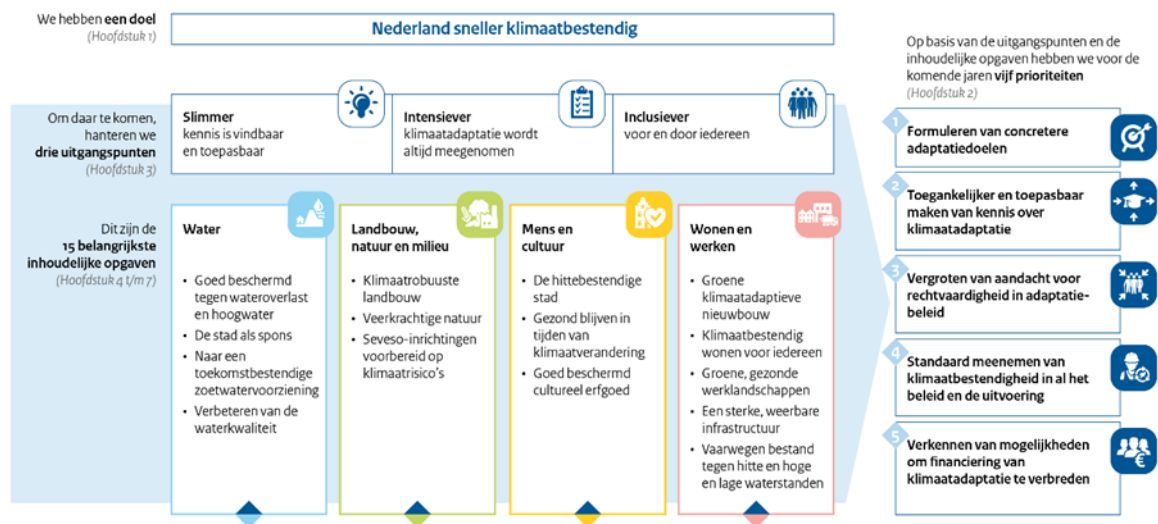 We hebben een doel
(Hoofdstuk 1)
Nederland sneller klimaatbestendig
Om daar te komen,
hanteren we
drie uitgangspunten
(Hoofdstuk 3)
Slimmer
kennis is vindbaar
en toepasbaar
Intensiever
klimaatadaptatie wordt
altijd meegenomen
Inclusiever
voor en door iedereen
Dit zijn de
15 belangrijkste
inhoudelijke opgaven
(Hoofdstuk 4 t/m 7)
Water
• Goed beschermd
tegen wateroverlast
en hoogwater
• De stad als spons
• Naar een
toekomstbestendige
zoetwatervoorziening
• Verbeteren van de
waterkwaliteit
Landbouw,
natuur en milieu
• Klimaatrobuuste
landbouw
• Veerkrachtige natuur
• Seveso-inrichtingen
voorbereid op
klimaatrisico's
Mens en
cultuur
• De hittebestendige
stad
• Gezond blijven in
tijden van
klimaatverandering
• Goed beschermd
cultureel erfgoed
Wonen en
werken
• Groene
klimaatadaptieve
nieuwbouw
• Klimaatbestendig
wonen voor iedereen
• Groene, gezonde
werklandschappen
• Een sterke, weerbare
infrastructuur
• Vaarwegen bestand
tegen hitte en hoge
en lage waterstanden
Op basis van de uitgangspunten en de
inhoudelijke opgaven hebben we voor de
komende jaren vijf prioriteiten
(Hoofdstuk 2)
1
Formuleren van concretere
adaptatiedoelen
2
Toegankelijker en toepasbaar
maken van kennis over
klimaatadaptatie
3
Vergroten van aandacht voor
rechtvaardigheid in adaptatie-
beleid
4
Standaard meenemen van
klimaatbestendigheid in al het
beleid en de uitvoering
5
Verkennen van mogelijkheden
om financiering van
klimaatadaptatie te verbreden
€